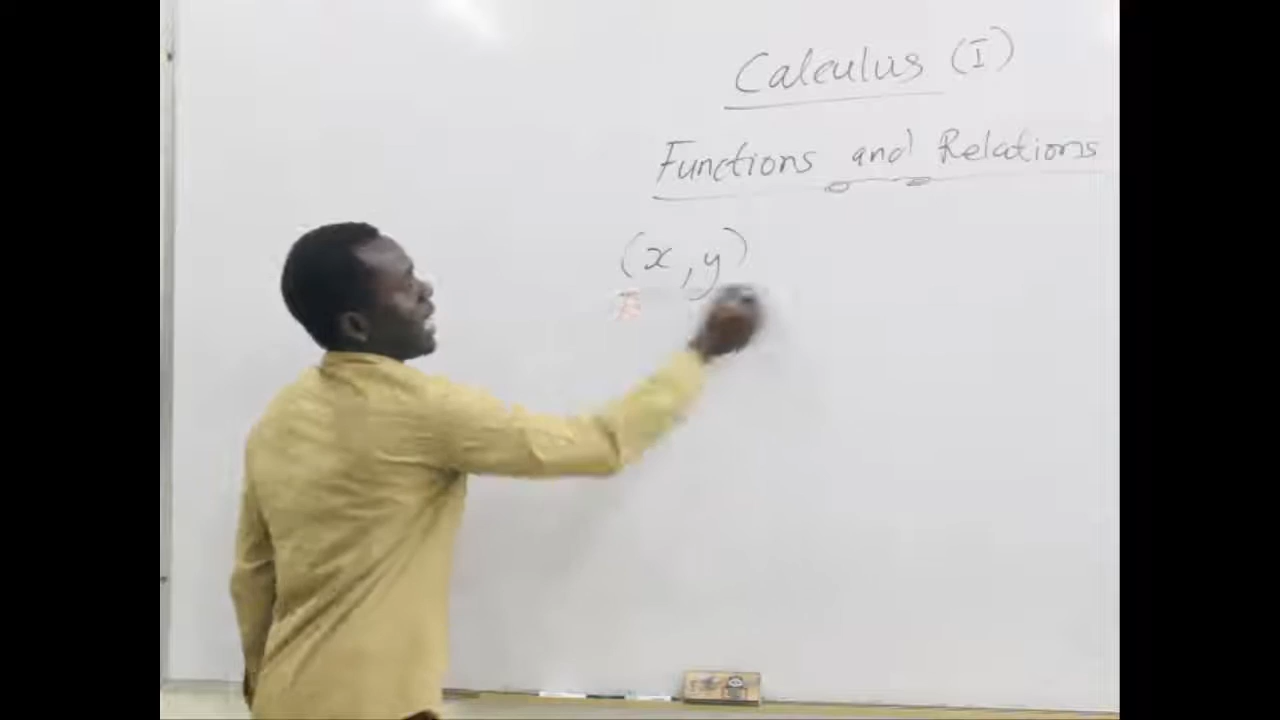 Calculus (I)
Functions and Relations
(x, y)